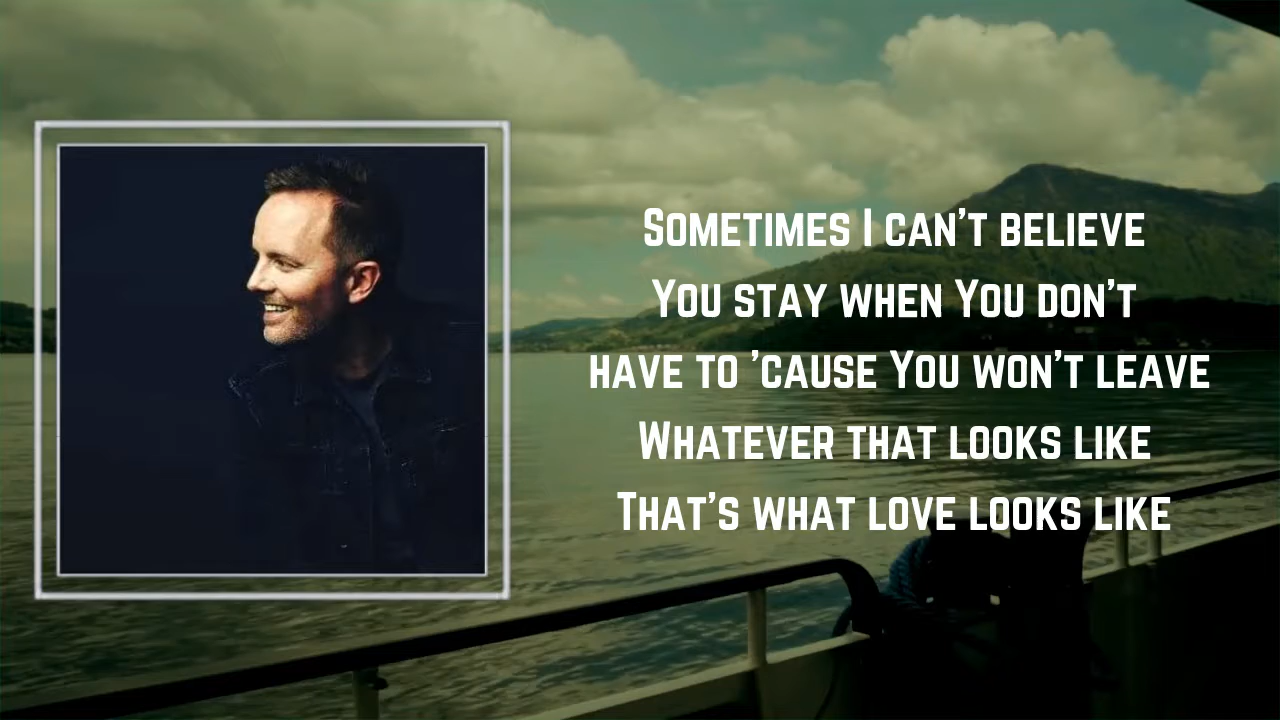 Sometimes I can't believe
You stay when You don't
have to 'cause You won't leave
Whatever that looks like
That's what love looks like